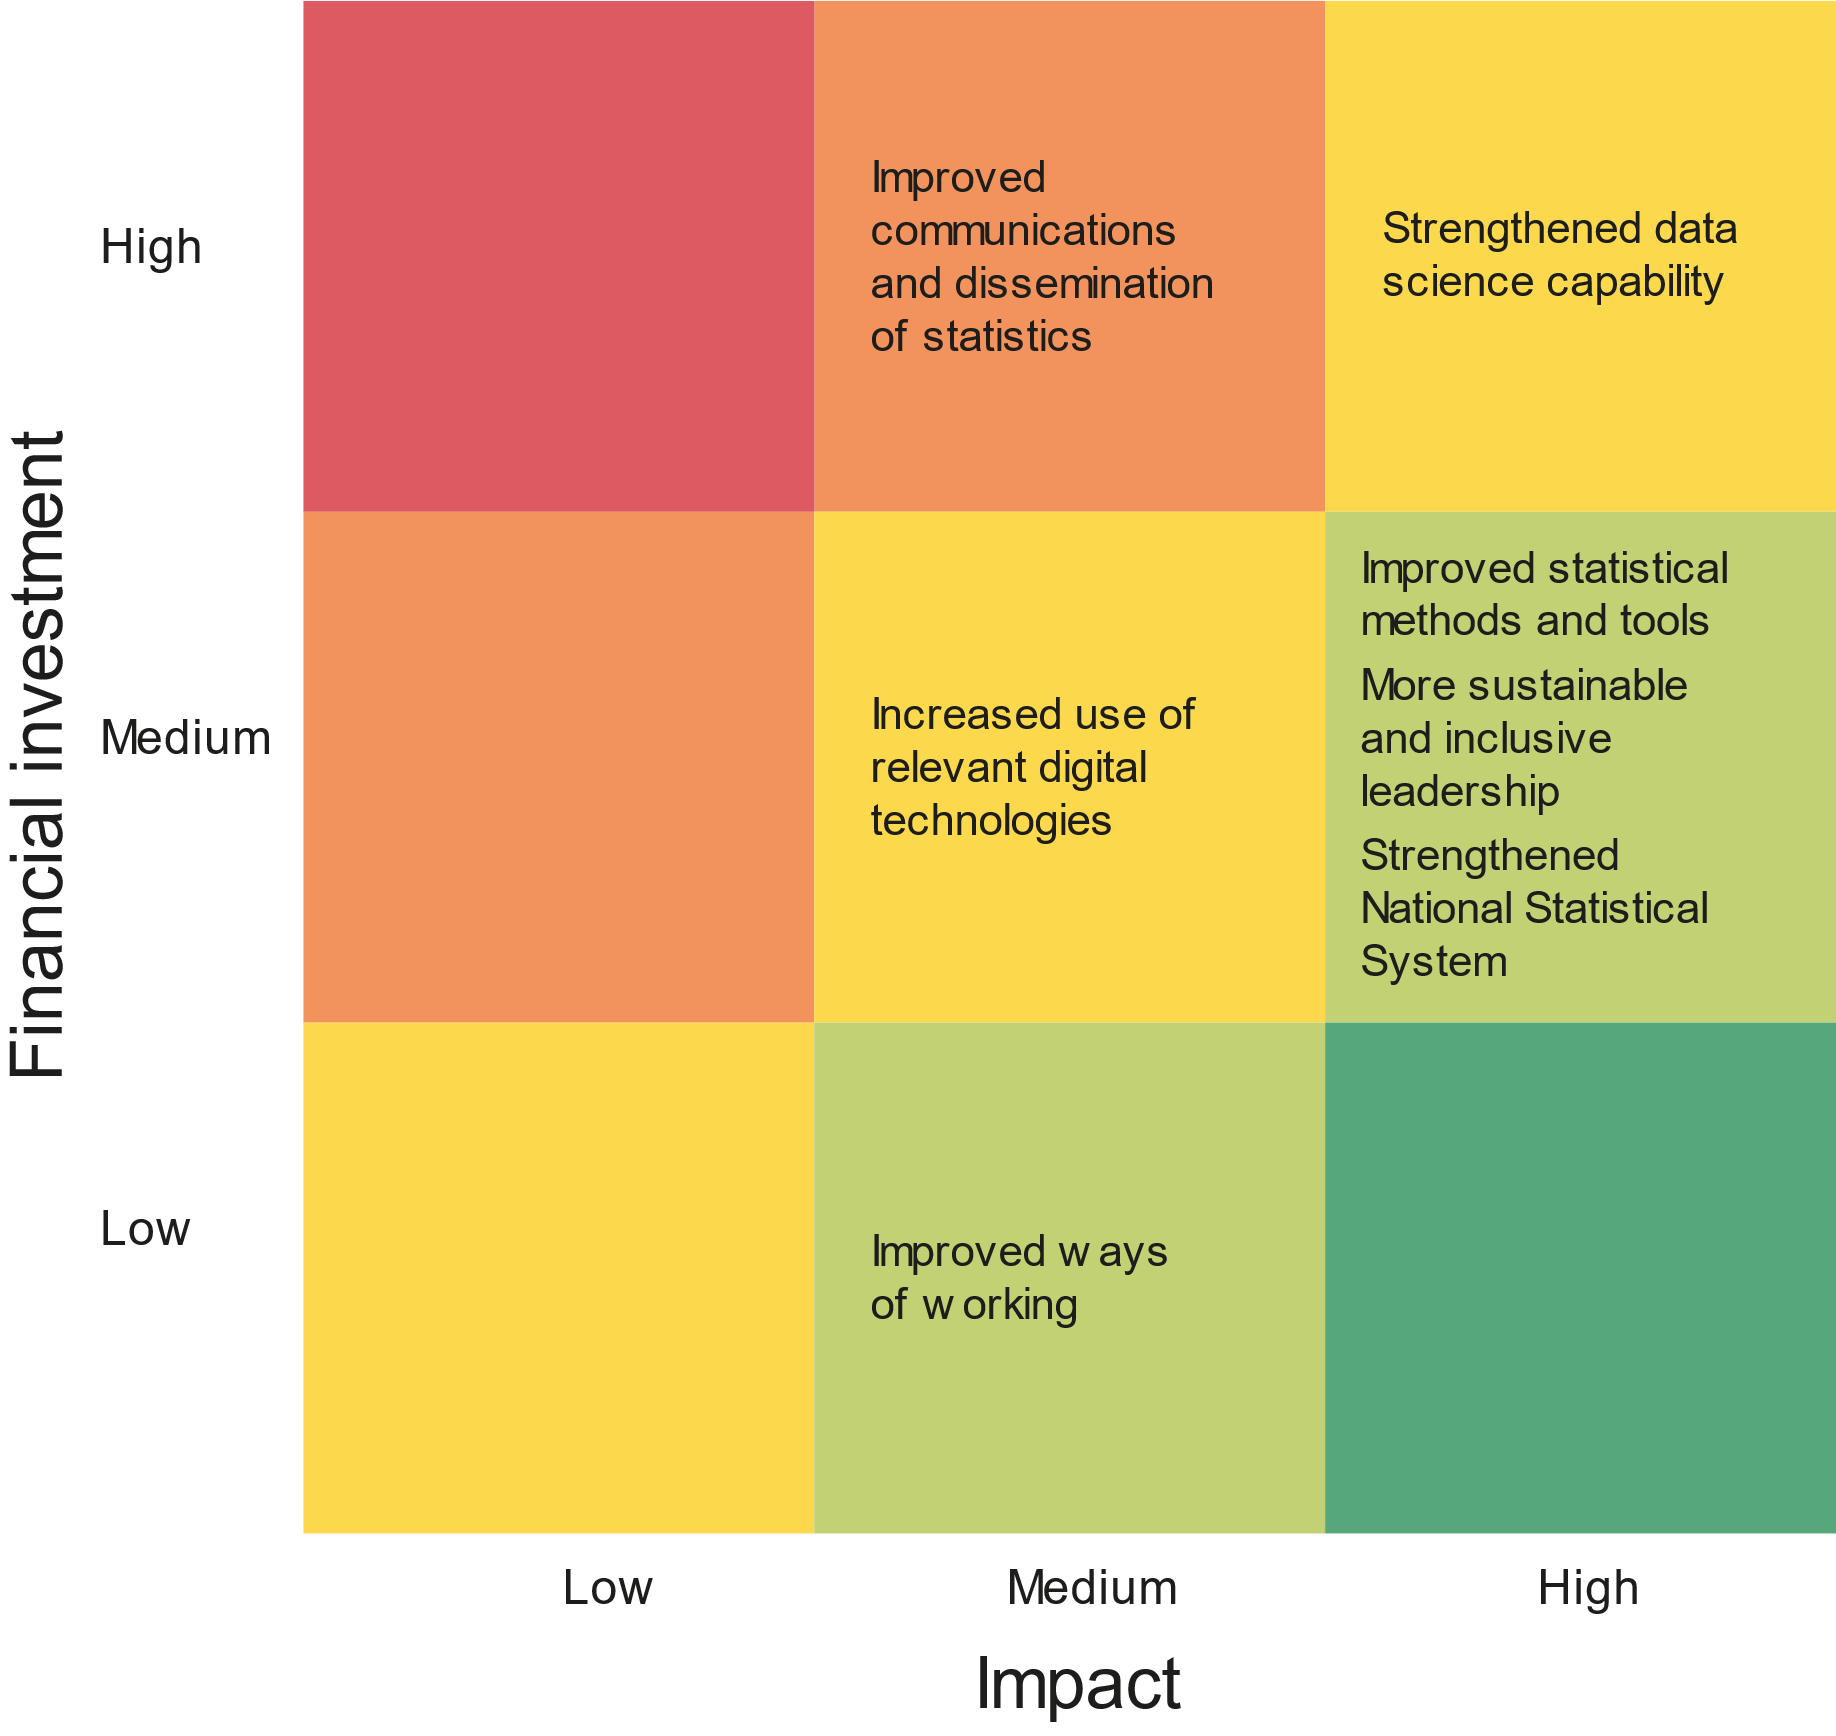 Financial investment
High
Improved
communications
and dissemination
of statistics
Strengthened data
science capability
Medium
Increased use of
relevant digital
technologies
Improved statistical
methods and tools
More sustainable
and inclusive
leadership
Strengthened
National Statistical
System
Low
Improved ways
of working
Low
Medium
High
Impact